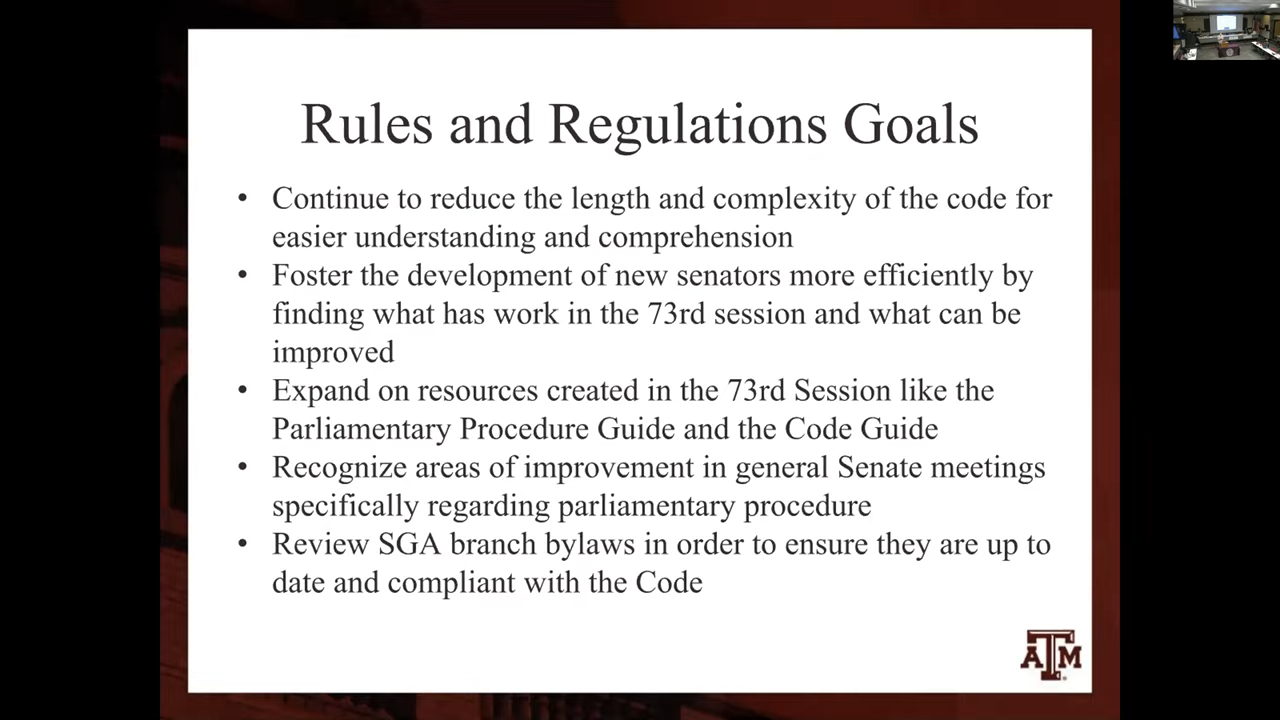 Rules and Regulations Goals
• Continue to reduce the length and complexity of the code for
easier understanding and comprehension
• Foster the development of new senators more efficiently by
finding what has work in the 73rd session and what can be
improved
• Expand on resources created in the 73rd Session like the
Parliamentary Procedure Guide and the Code Guide
• Recognize areas of improvement in general Senate meetings
specifically regarding parliamentary procedure
• Review SGA branch bylaws in order to ensure they are up to
date and compliant with the Code
ATM